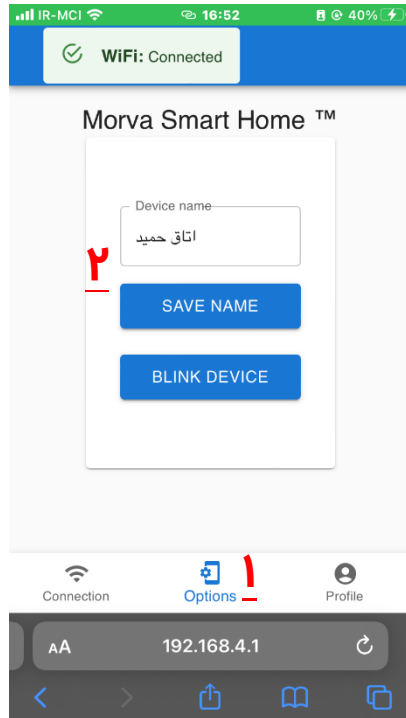 IR-MCI 16:52 40%
WiFi: Connected
Morva Smart Home ™
Device name
اتاق حمید
۲
SAVE NAME
BLINK DEVICE
۱
Connection Options Profile
AA 192.168.4.1